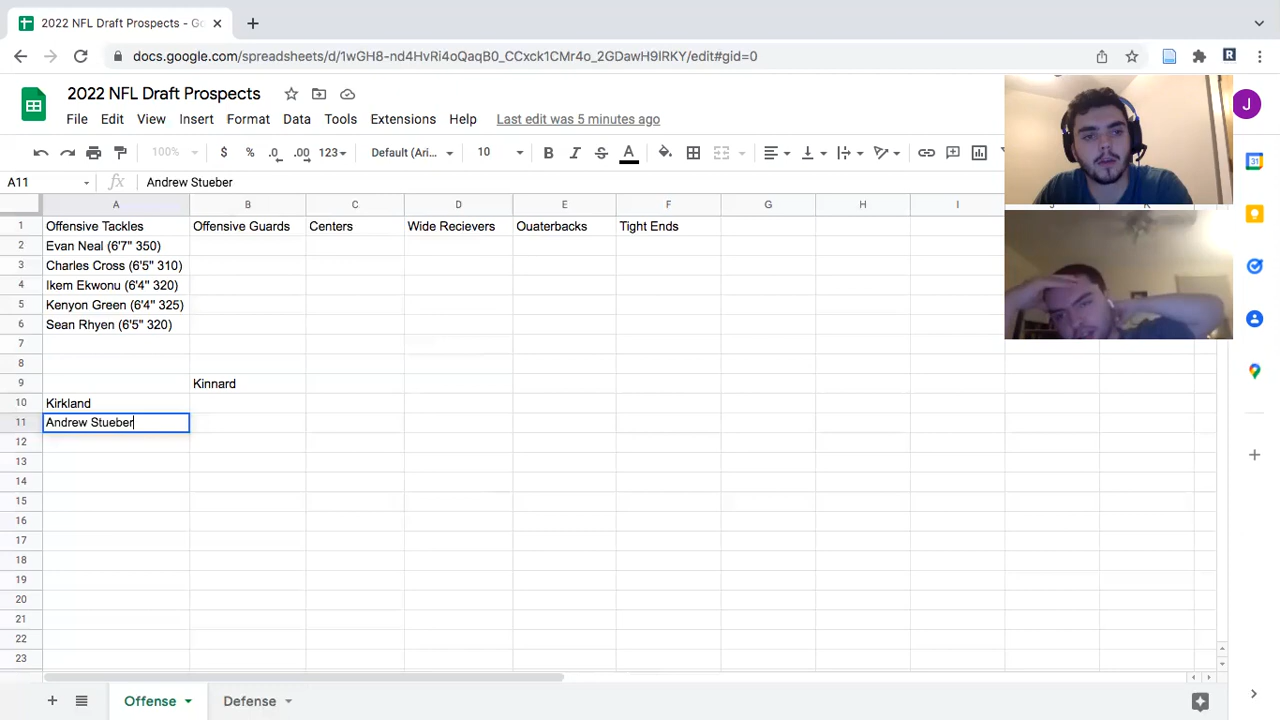 2022 NFL Draft Prospects - Go
docs.google.com/spreadsheets/d/1wGH8-nd4HvRi4oQaqB0_CCxck1CMr4o_2GDawH9lRKY/edit#gid=0
2022 NFL Draft Prospects
J
File Edit View Insert Format Data Tools Extensions Help Last edit was 5 minutes ago
100% $ % .0 .00 123 Default (Ari... 10 B I S A
A11 fx Andrew Stueber
A B C D E F G H I J K
1 Offensive Tackles Offensive Guards Centers Wide Recievers Ouaterbacks Tight Ends
2 Evan Neal (6'7" 350)
3 Charles Cross (6'5" 310)
4 Ikem Ekwonu (6'4" 320)
5 Kenyon Green (6'4" 325)
6 Sean Rhyen (6'5" 320)
7
8
9 Kinnard
10 Kirkland
11 Andrew Stueber
12
13
14
15
16
17
18
19
20
21
22
23
Offense Defense